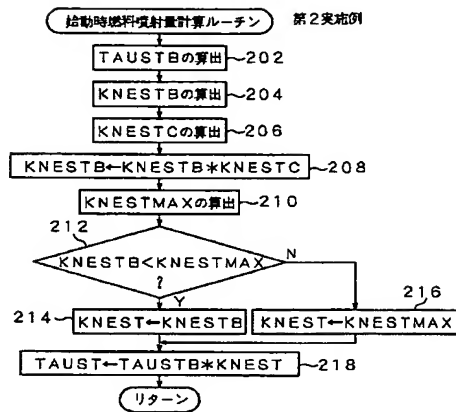 始動時燃料噴射量計算ルーチン 第2実施例
TAUSTBの算出 202
KNESTBの算出 204
KNESTCの算出 206
KNESTB←KNESTB*KNESTC 208
KNESTMAXの算出 210
212
KNESTB<KNESTMAX N
?
Y 216
214 KNEST←KNESTB KNEST←KNESTMAX
TAUST←TAUSTB*KNEST 218
リターン